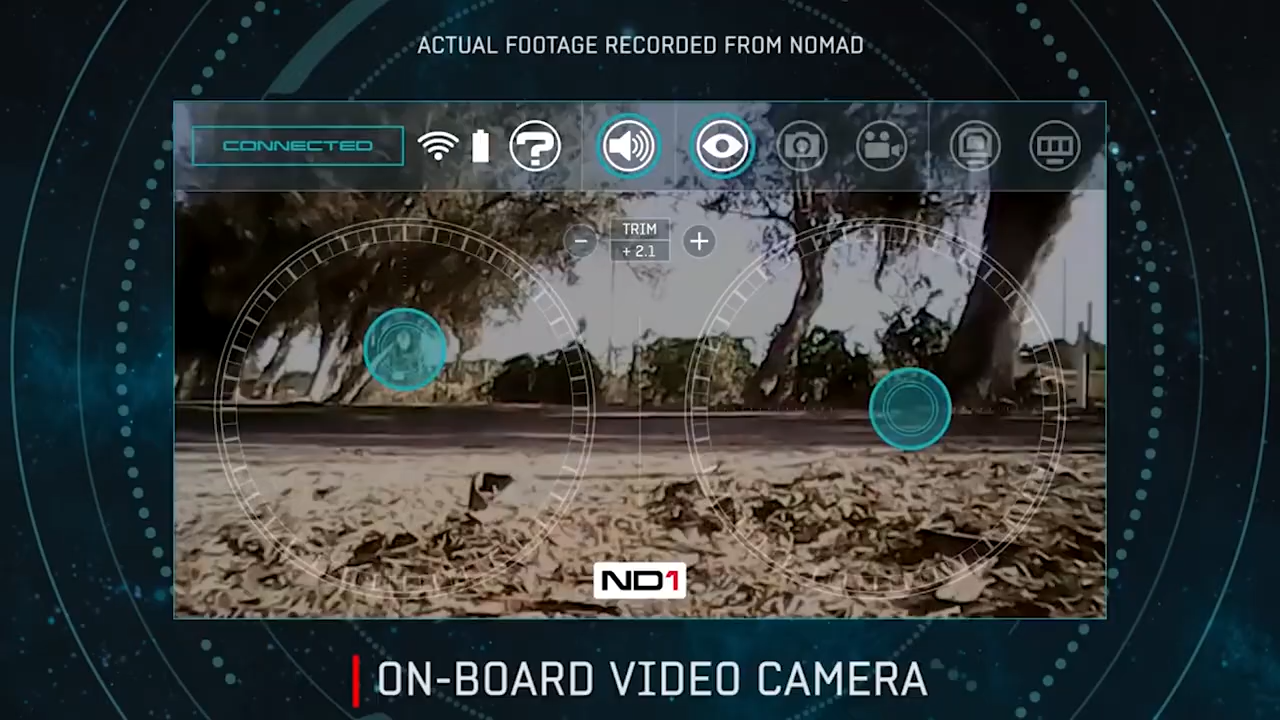 ACTUAL FOOTAGE RECORDED FROM NOMAD
CONNECTED
?
TRIM
+ 2.1
ND1
ON-BOARD VIDEO CAMERA